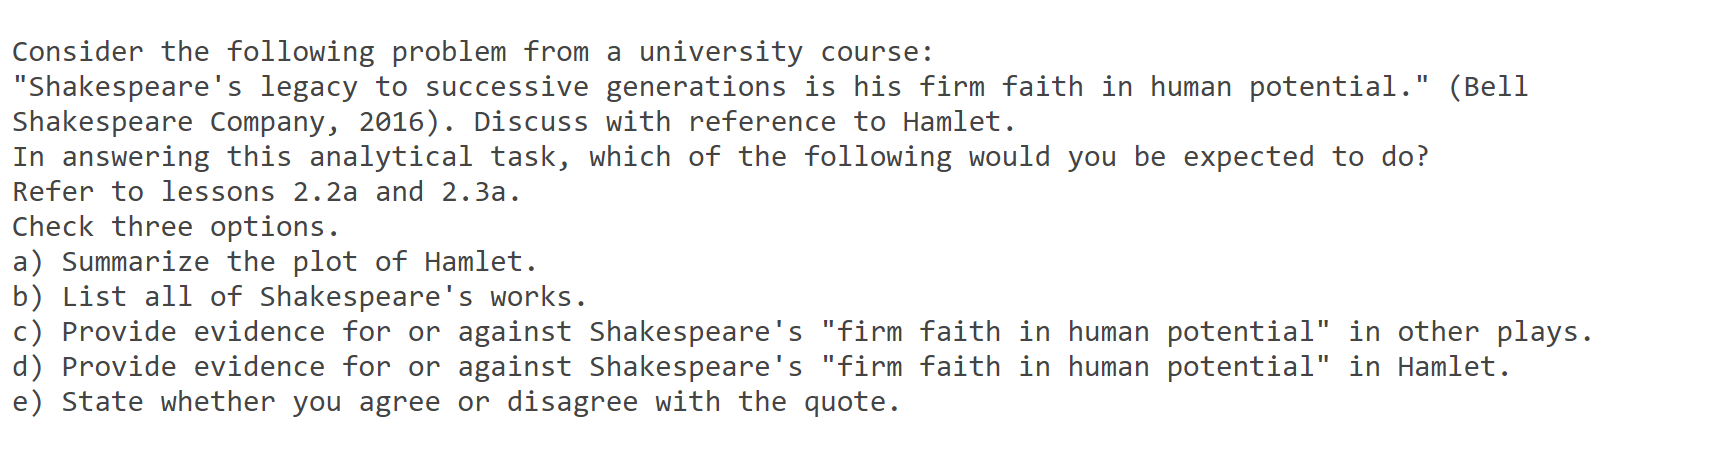 Consider the following problem from a university course:
"Shakespeare's legacy to successive generations is his firm faith in human potential." (Bell
Shakespeare Company, 2016). Discuss with reference to Hamlet.
In answering this analytical task, which of the following would you be expected to do?
Refer to lessons 2.2a and 2.3a.
Check three options.
a) Summarize the plot of Hamlet.
b) List all of Shakespeare's works.
c) Provide evidence for or against Shakespeare's "firm faith in human potential" in other plays.
d) Provide evidence for or against Shakespeare's "firm faith in human potential" in Hamlet.
e) State whether you agree or disagree with the quote.